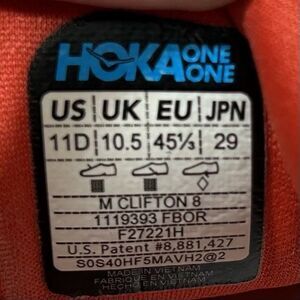 HOKA ONE ONE
US UK EU JPN
11D 10.5 45⅓ 29
M CLIFTON 8
1119393 FBOR
F27221H
U.S. Patent #8,881,427
S0S40HF5MAVH2@2
MADE IN VIETNAM
FABRIQUÉ AU VIETNAM
HECHO EN VIETNAM